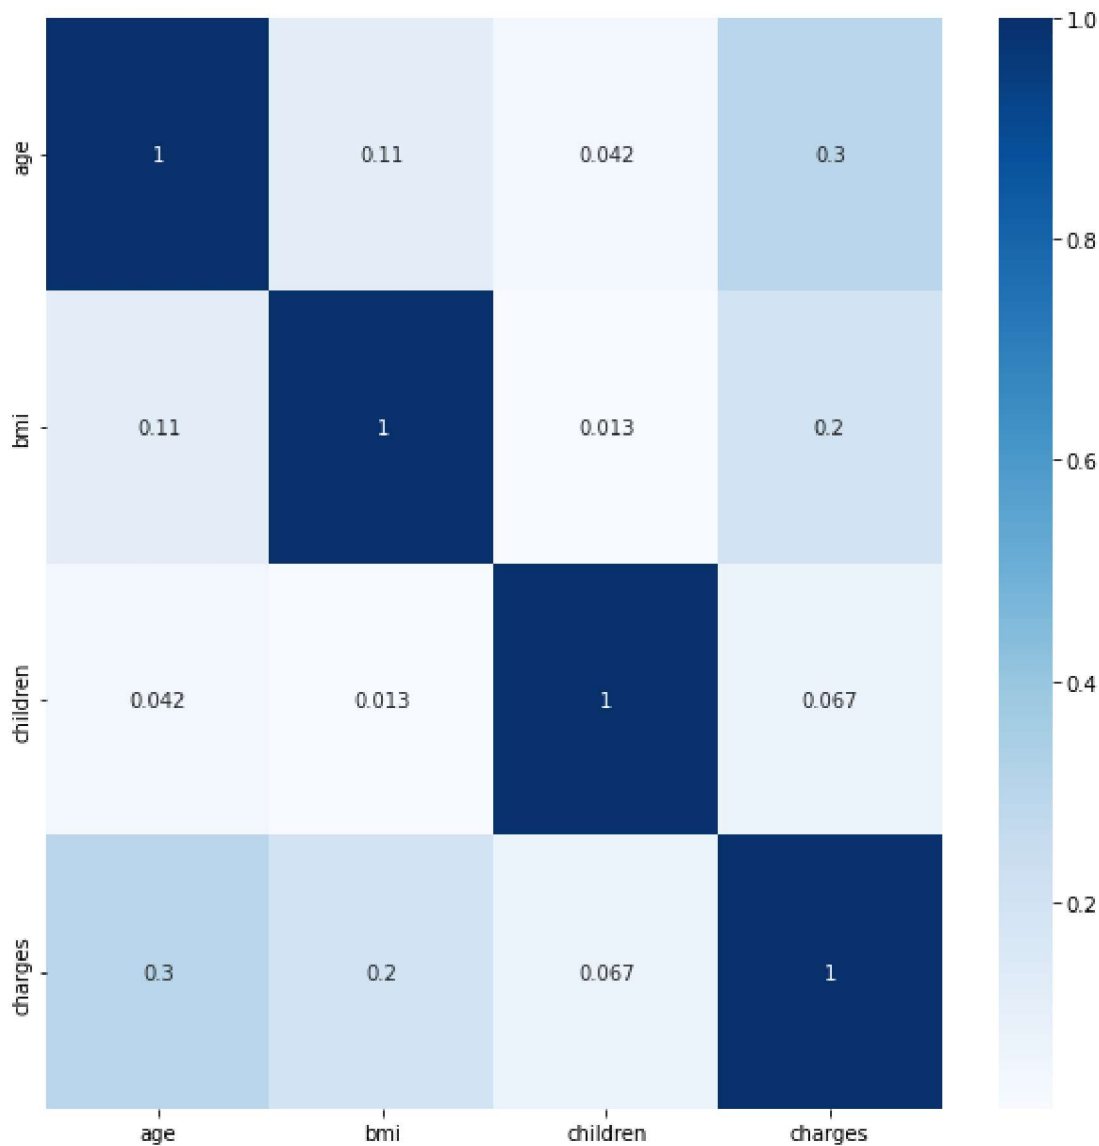 1.0
age 1 0.11 0.042 0.3
0.8
bmi 0.11 1 0.013 0.2
0.6
children 0.042 0.013 1 0.067
0.4
0.2
charges 0.3 0.2 0.067 1
age bmi children charges